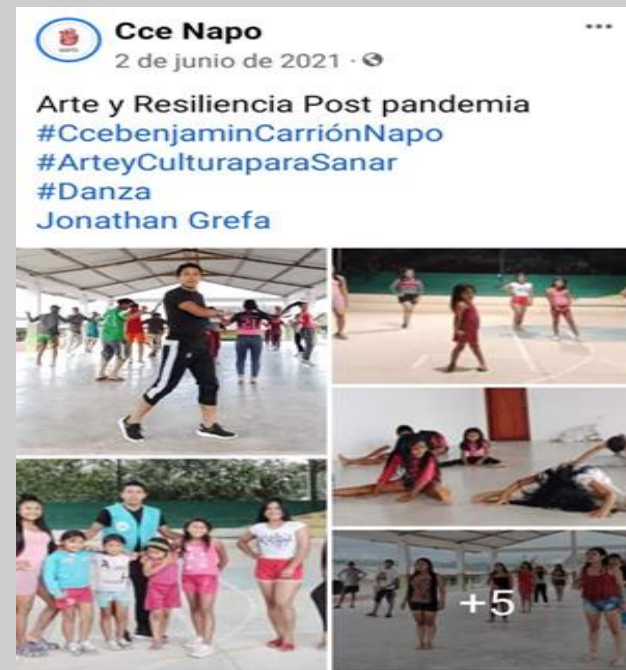 Cce Napo
2 de junio de 2021 ·
Arte y Resiliencia Post pandemia
#CcebenjaminCarriónNapo
#ArteyCulturaparaSanar
#Danza
Jonathan Grefa
+5